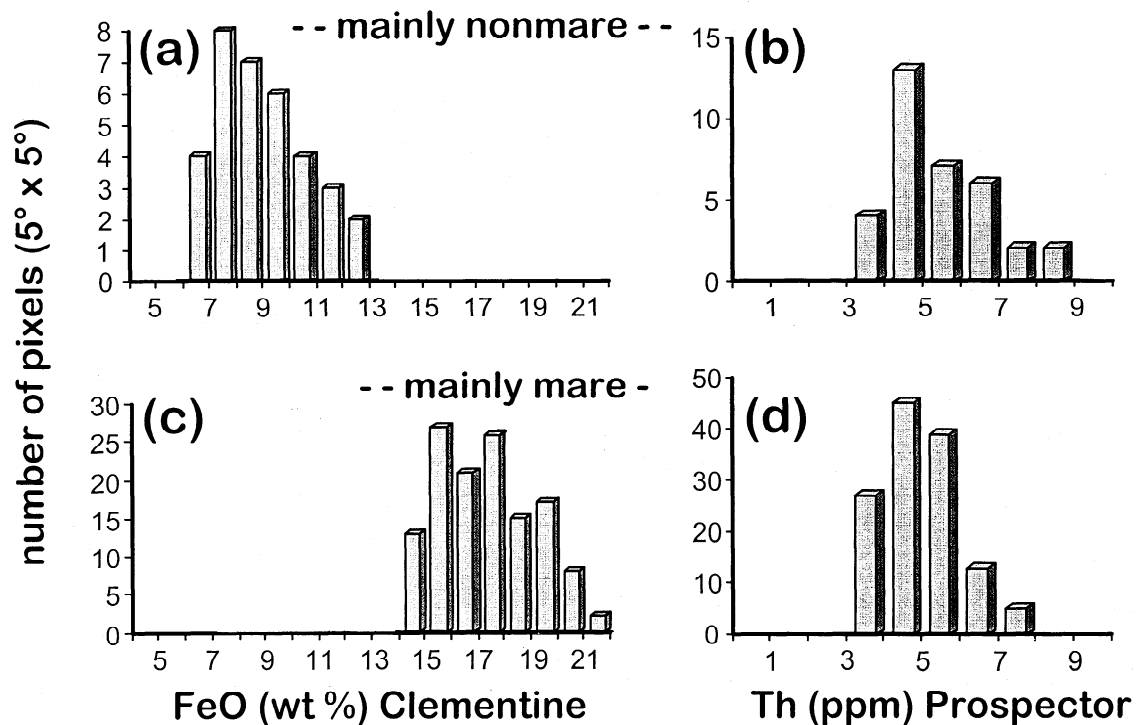 - - mainly nonmare - -
(a)
8
7
6
5
4
3
2
1
0
5 7 9 11 13 15 17 19 21
(b)
15
10
5
0
1 3 5 7 9
number of pixels (5° x 5°)
- - mainly mare -
(c)
30
25
20
15
10
5
0
5 7 9 11 13 15 17 19 21
FeO (wt %) Clementine
(d)
50
40
30
20
10
0
1 3 5 7 9
Th (ppm) Prospector